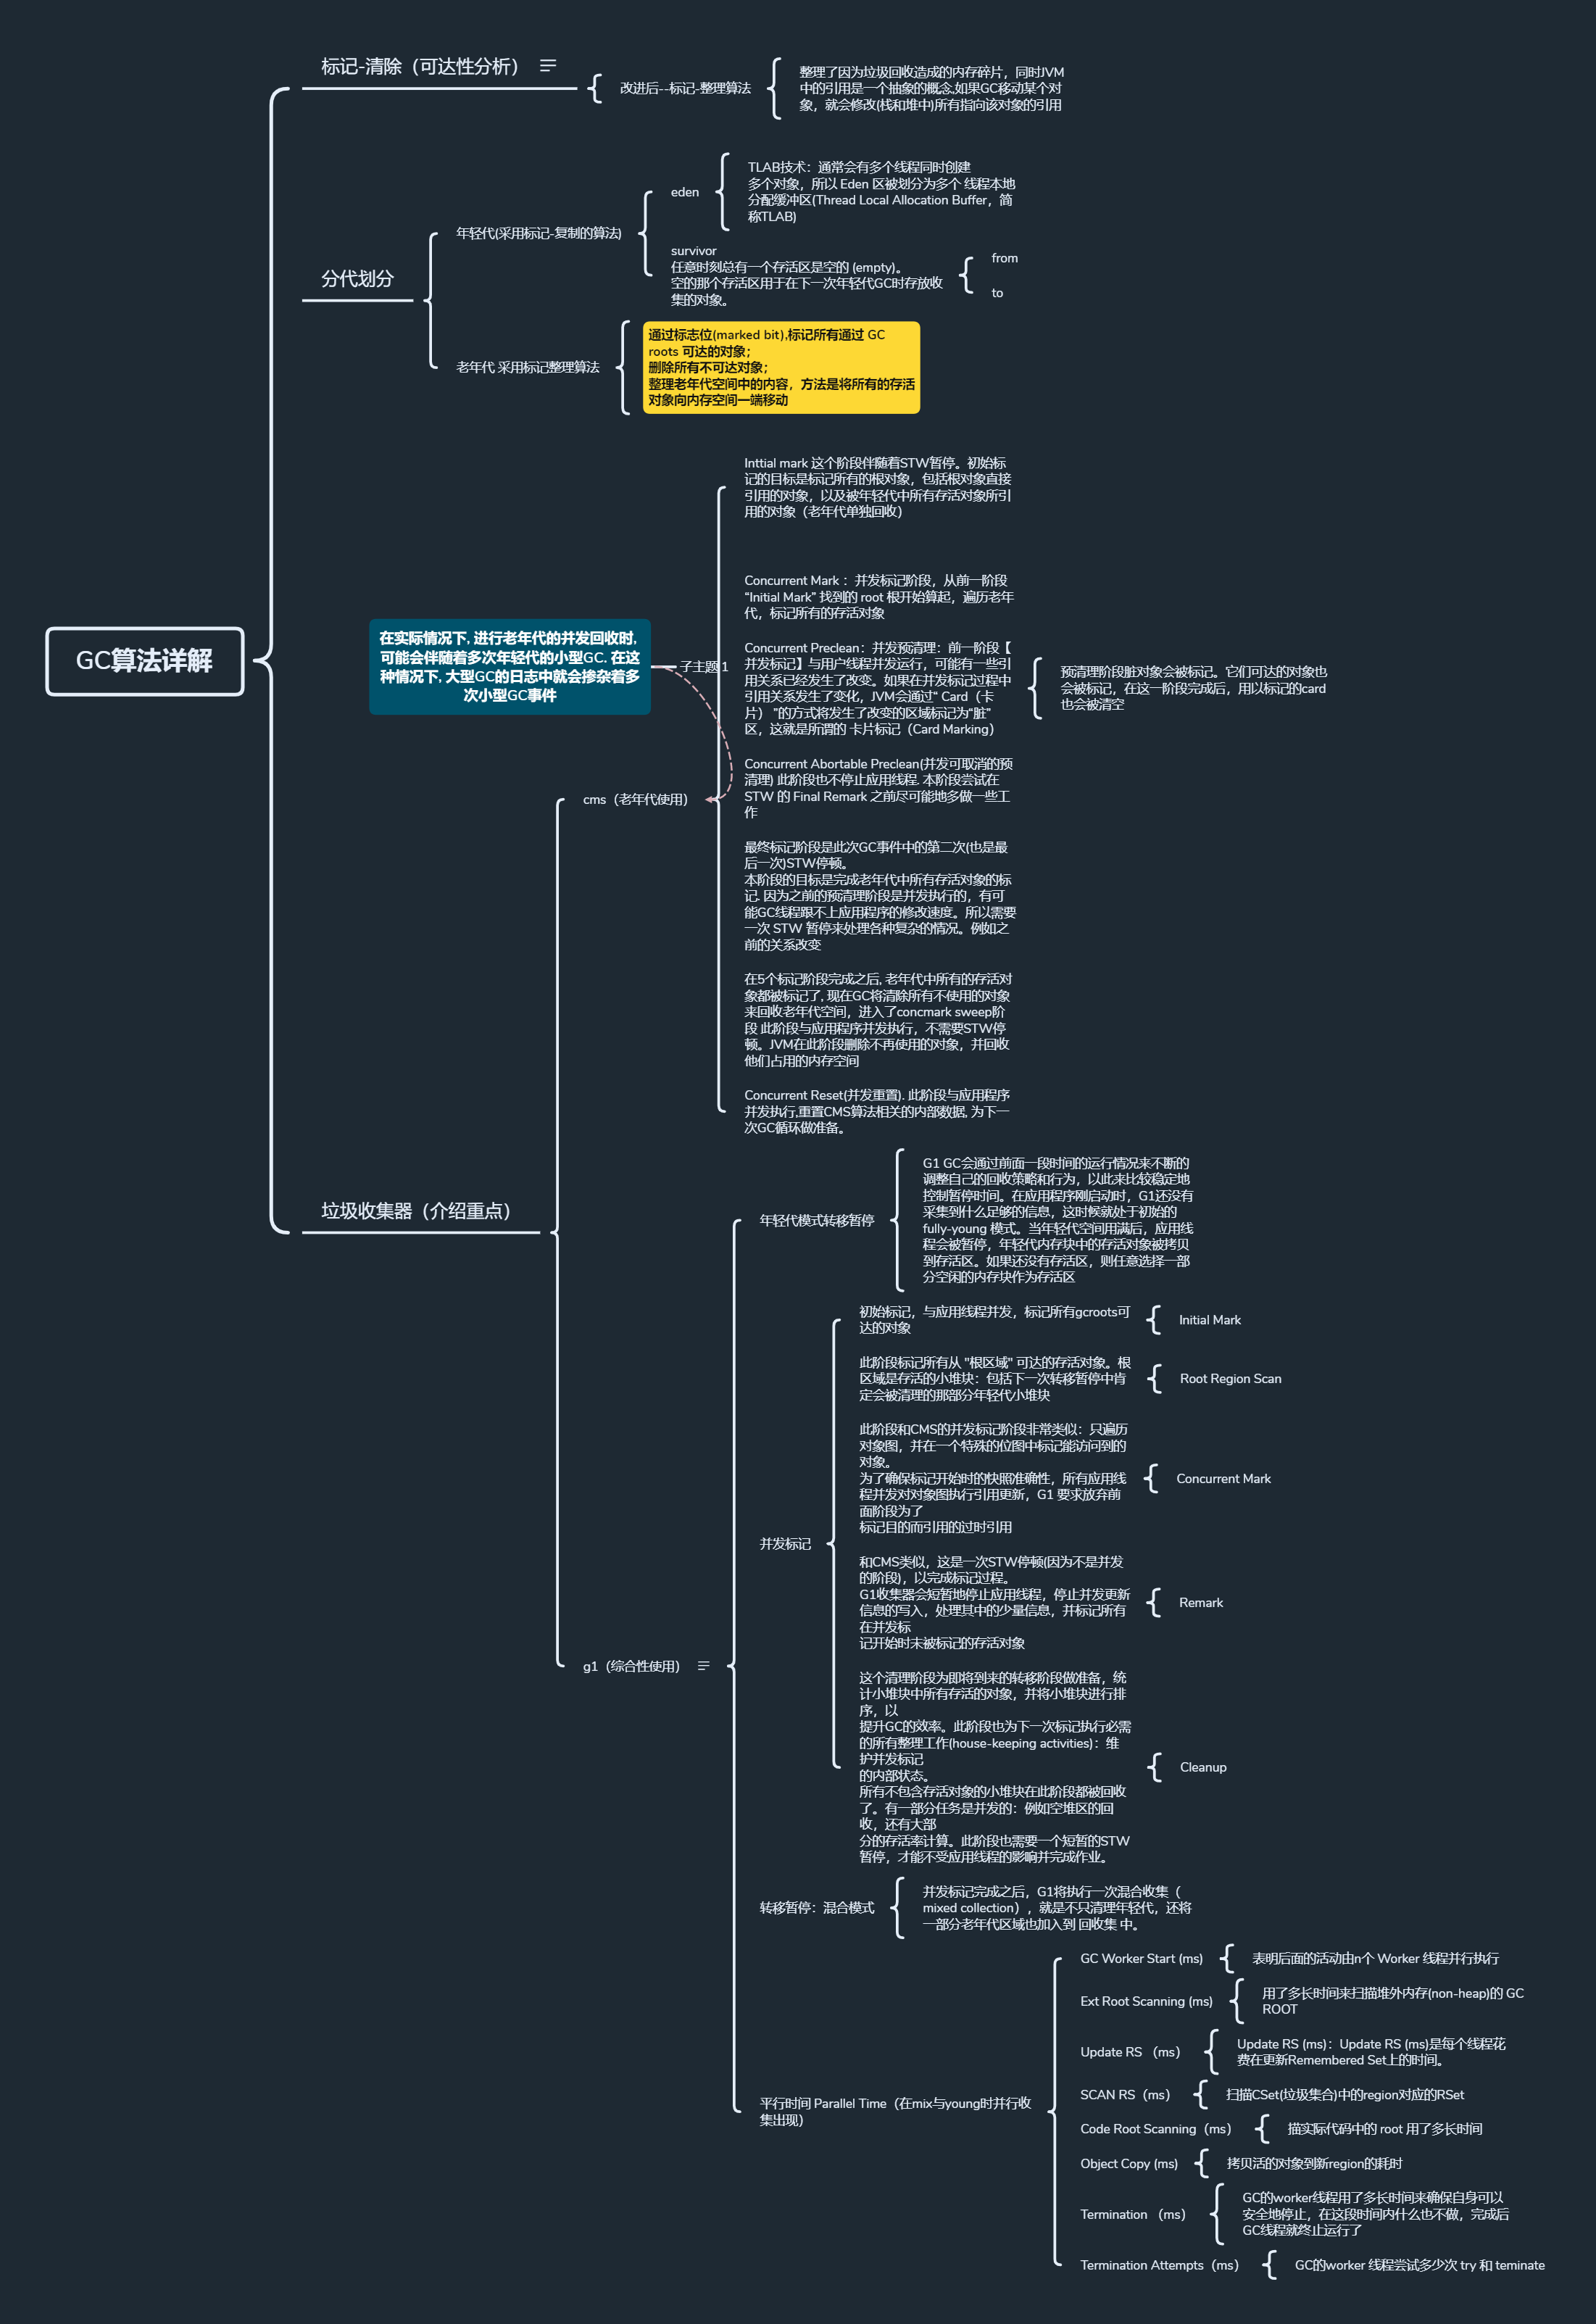 GC算法详解
标记-清除（可达性分析）
改进后--标记-整理算法
整理了因为垃圾回收造成的内存碎片，同时JVM
中的引用是一个抽象的概念,如果GC移动某个对
象，就会修改(栈和堆中)所有指向该对象的引用
分代划分
年轻代(采用标记-复制的算法)
eden
TLAB技术：通常会有多个线程同时创建
多个对象，所以 Eden 区被划分为多个 线程本地
分配缓冲区(Thread Local Allocation Buffer，简
称TLAB)
survivor
任意时刻总有一个存活区是空的 (empty)。
空的那个存活区用于在下一次年轻代GC时存放收
集的对象。
from
to
老年代 采用标记整理算法
通过标志位(marked bit),标记所有通过 GC
roots 可达的对象；
删除所有不可达对象；
整理老年代空间中的内容，方法是将所有的存活
对象向内存空间一端移动
垃圾收集器（介绍重点）
cms（老年代使用）
在实际情况下, 进行老年代的并发回收时,
可能会伴随着多次年轻代的小型GC. 在这
种情况下, 大型GC的日志中就会掺杂着多
次小型GC事件
子主题 1
Inttial mark 这个阶段伴随着STW暂停。初始标
记的目标是标记所有的根对象，包括根对象直接
引用的对象，以及被年轻代中所有存活对象所引
用的对象（老年代单独回收）
Concurrent Mark ：并发标记阶段，从前一阶段
“Initial Mark” 找到的 root 根开始算起，遍历老年
代，标记所有的存活对象
Concurrent Preclean：并发预清理：前一阶段【
并发标记】与用户线程并发运行，可能有一些引
用关系已经发生了改变。如果在并发标记过程中
引用关系发生了变化，JVM会通过“ Card（卡
片） ”的方式将发生了改变的区域标记为“脏”
区，这就是所谓的 卡片标记（Card Marking）
预清理阶段脏对象会被标记。它们可达的对象也
会被标记，在这一阶段完成后，用以标记的card
也会被清空
Concurrent Abortable Preclean(并发可取消的预
清理) 此阶段也不停止应用线程. 本阶段尝试在
STW 的 Final Remark 之前尽可能地多做一些工
作
最终标记阶段是此次GC事件中的第二次(也是最
后一次)STW停顿。
本阶段的目标是完成老年代中所有存活对象的标
记. 因为之前的预清理阶段是并发执行的，有可
能GC线程跟不上应用程序的修改速度。所以需要
一次 STW 暂停来处理各种复杂的情况。例如之
前的关系改变
在5个标记阶段完成之后, 老年代中所有的存活对
象都被标记了, 现在GC将清除所有不使用的对象
来回收老年代空间，进入了concmark sweep阶
段 此阶段与应用程序并发执行，不需要STW停
顿。JVM在此阶段删除不再使用的对象，并回收
他们占用的内存空间
Concurrent Reset(并发重置). 此阶段与应用程序
并发执行,重置CMS算法相关的内部数据, 为下一
次GC循环做准备。
g1（综合性使用）
年轻代模式转移暂停
G1 GC会通过前面一段时间的运行情况来不断的
调整自己的回收策略和行为，以此来比较稳定地
控制暂停时间。在应用程序刚启动时，G1还没有
采集到什么足够的信息，这时候就处于初始的
fully-young 模式。当年轻代空间用满后，应用线
程会被暂停，年轻代内存块中的存活对象被拷贝
到存活区。如果还没有存活区，则任意选择一部
分空闲的内存块作为存活区
并发标记
初始标记，与应用线程并发，标记所有gcroots可
达的对象
Initial Mark
此阶段标记所有从 "根区域" 可达的存活对象。根
区域是存活的小堆块：包括下一次转移暂停中肯
定会被清理的那部分年轻代小堆块
Root Region Scan
此阶段和CMS的并发标记阶段非常类似：只遍历
对象图，并在一个特殊的位图中标记能访问到的
对象。
为了确保标记开始时的快照准确性，所有应用线
程并发对对象图执行引用更新，G1 要求放弃前
面阶段为了
标记目的而引用的过时引用
Concurrent Mark
和CMS类似，这是一次STW停顿(因为不是并发
的阶段)，以完成标记过程。
G1收集器会短暂地停止应用线程，停止并发更新
信息的写入，处理其中的少量信息，并标记所有
在并发标
记开始时未被标记的存活对象
Remark
这个清理阶段为即将到来的转移阶段做准备，统
计小堆块中所有存活的对象，并将小堆块进行排
序，以
提升GC的效率。此阶段也为下一次标记执行必需
的所有整理工作(house-keeping activities)：维
护并发标记
的内部状态。
所有不包含存活对象的小堆块在此阶段都被回收
了。有一部分任务是并发的：例如空堆区的回
收，还有大部
分的存活率计算。此阶段也需要一个短暂的STW
暂停，才能不受应用线程的影响并完成作业。
Cleanup
转移暂停：混合模式
并发标记完成之后，G1将执行一次混合收集（
mixed collection），就是不只清理年轻代，还将
一部分老年代区域也加入到 回收集 中。
平行时间 Parallel Time（在mix与young时并行收
集出现）
GC Worker Start (ms)
表明后面的活动由n个 Worker 线程并行执行
Ext Root Scanning (ms)
用了多长时间来扫描堆外内存(non-heap)的 GC
ROOT
Update RS （ms）
Update RS (ms)：Update RS (ms)是每个线程花
费在更新Remembered Set上的时间。
SCAN RS（ms）
扫描CSet(垃圾集合)中的region对应的RSet
Code Root Scanning（ms）
描实际代码中的 root 用了多长时间
Object Copy (ms)
拷贝活的对象到新region的耗时
Termination （ms）
GC的worker线程用了多长时间来确保自身可以
安全地停止，在这段时间内什么也不做，完成后
GC线程就终止运行了
Termination Attempts（ms）
GC的worker 线程尝试多少次 try 和 teminate